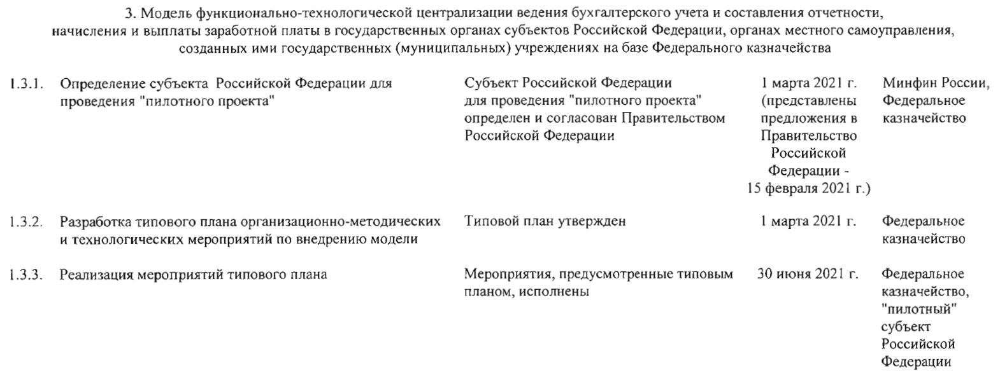 3. Модель функционально-технологической централизации ведения бухгалтерского учета и составления отчетности,
начисления и выплаты заработной платы в государственных органах субъектов Российской Федерации, органах местного самоуправления,
созданных ими государственных (муниципальных) учреждениях на базе Федерального казначейства
1.3.1.
Определение субъекта Российской Федерации для
проведения "пилотного проекта"
Субъект Российской Федерации
для проведения "пилотного проекта"
определен и согласован Правительством
Российской Федерации
1 марта 2021 г.
(представлены
предложения в
Правительство
Российской
Федерации -
15 февраля 2021 г.)
Минфин России,
Федеральное
казначейство
1.3.2.
Разработка типового плана организационно-методических
и технологических мероприятий по внедрению модели
Типовой план утвержден
1 марта 2021 г.
Федеральное
казначейство
1.3.3.
Реализация мероприятий типового плана
Мероприятия, предусмотренные типовым
планом, исполнены
30 июня 2021 г.
Федеральное
казначейство,
"пилотный"
субъект
Российской
Федерации